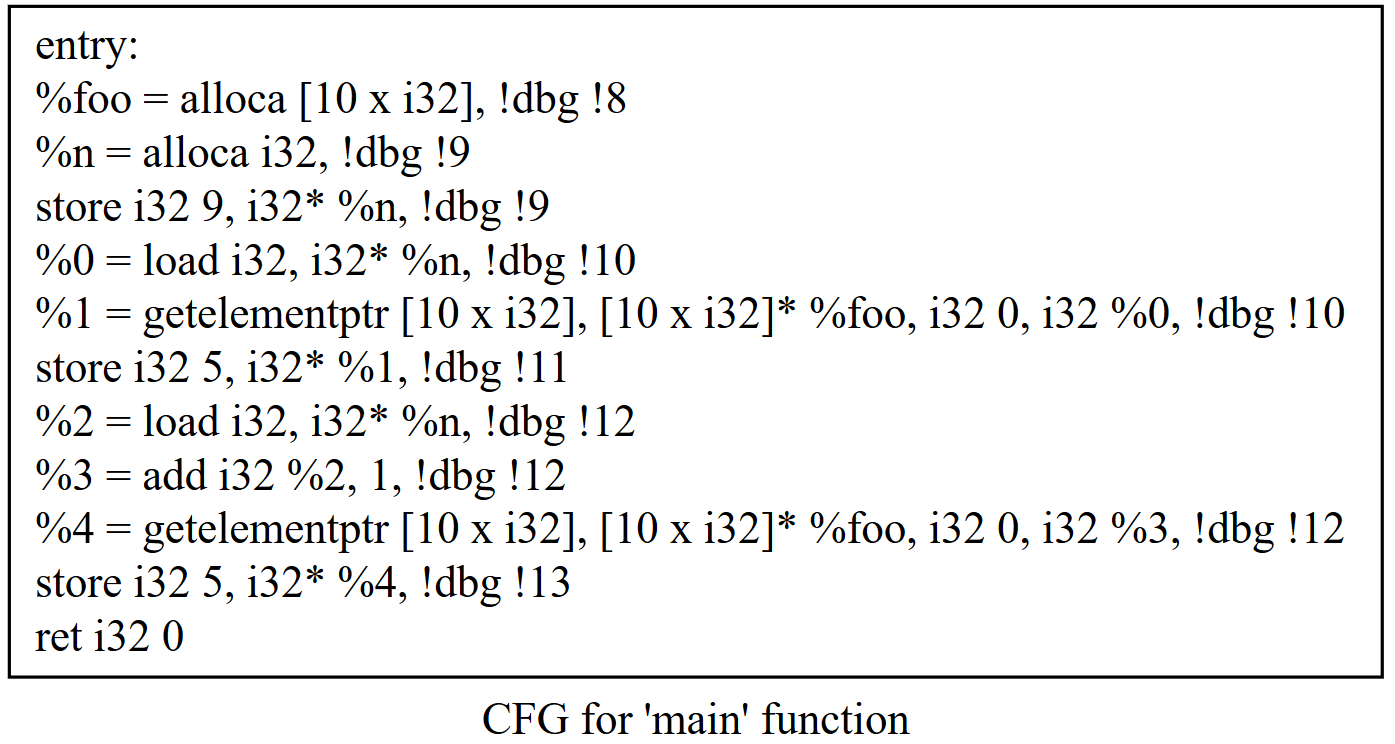 entry:
%foo = alloca [10 x i32], !dbg !8
%n = alloca i32, !dbg !9
store i32 9, i32* %n, !dbg !9
%0 = load i32, i32* %n, !dbg !10
%1 = getelementptr [10 x i32], [10 x i32]* %foo, i32 0, i32 %0, !dbg !10
store i32 5, i32* %1, !dbg !11
%2 = load i32, i32* %n, !dbg !12
%3 = add i32 %2, 1, !dbg !12
%4 = getelementptr [10 x i32], [10 x i32]* %foo, i32 0, i32 %3, !dbg !12
store i32 5, i32* %4, !dbg !13
ret i32 0
CFG for 'main' function